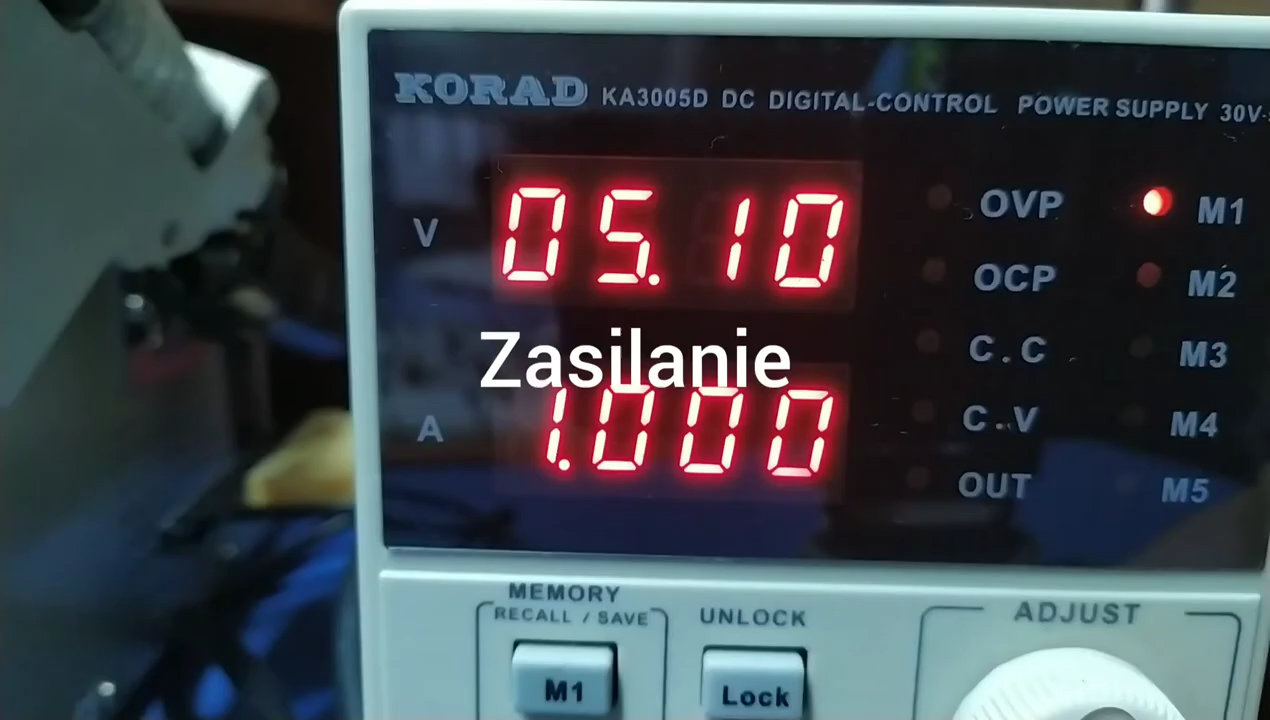 KORAD KA3005D DC DIGITAL-CONTROL POWER SUPPLY 30V-
V 05.10 OVP M1
OCP M2
Zasilanie
C.C M3
A 1.000 C.V M4
OUT M5
MEMORY
RECALL / SAVE
UNLOCK
ADJUST
M1
Lock